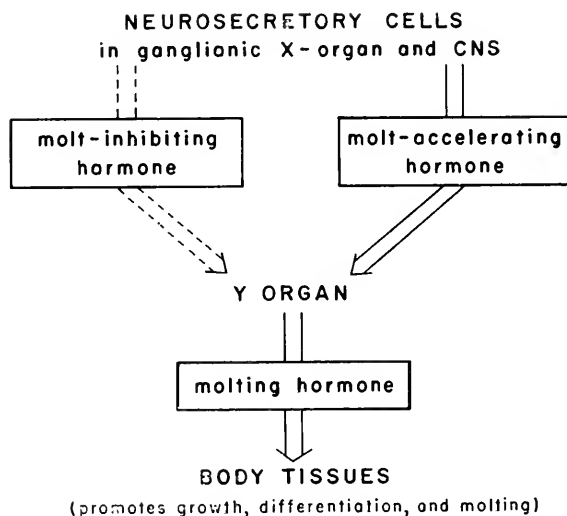 NEUROSECRETORY CELLS
in ganglionic X-organ and CNS
molt-inhibiting
hormone
molt-accelerating
hormone
Y ORGAN
molting hormone
BODY TISSUES
(promotes growth, differentiation, and molting)